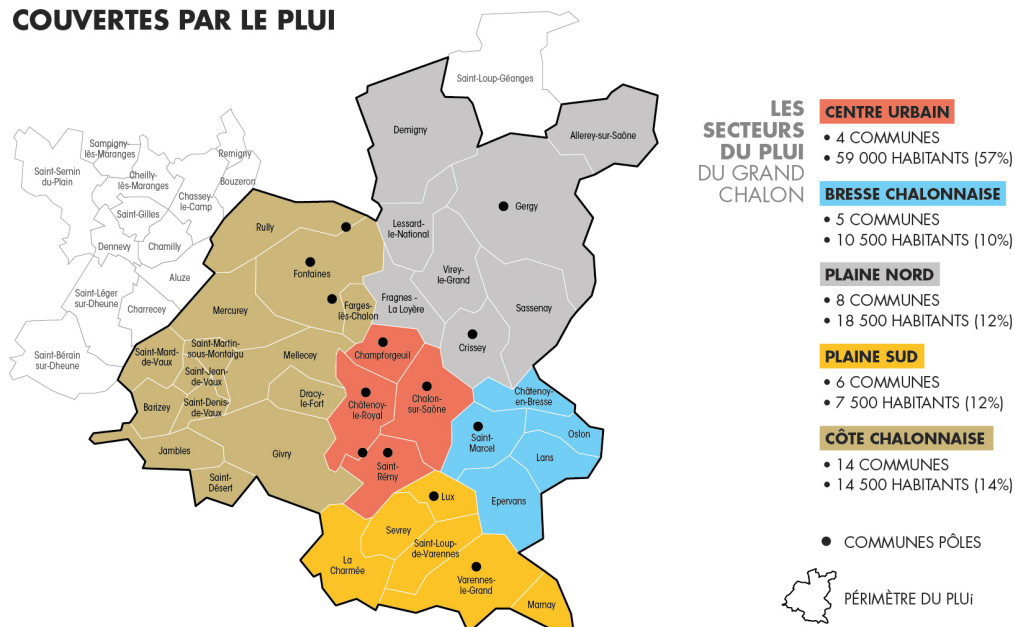 COUVERTES PAR LE PLUI
Saint-Loup-Géanges
Demigny
Allerey-sur-Saône
Sampigny-
lès-Maranges
Remigny
Saint-Sernin
du-Plain
Cheilly-
lès-Maranges
Bouzeron
Chassey-
le-Camp
Saint-Gilles
Dennevy
Chamilly
Aluze
Saint-Léger
sur-Dheune
Charrecey
Saint-Bérain
sur-Dheune
Rully
Gergy
Lessard-
le-National
Fontaines
Virey-
le-Grand
Mercurey
Farges-
lès-Chalon
Fragnes -
La Loyère
Sassenay
Crissey
Saint-Mard-
de-Vaux
Saint-Martin-
sous-Montaigu
Mellecey
Champforgeuil
Saint-Jean-
de-Vaux
Barizey
Saint-Denis-
de-Vaux
Dracy-
le-Fort
Châtenoy-
le-Royal
Chalon-
sur-Saône
Châtenoy-
en-Bresse
Jambles
Givry
Saint-
Marcel
Oslon
Lans
Saint-
Désert
Saint-
Rémy
Lux
Epervans
Sevrey
Saint-Loup-
de-Varennes
La
Charmée
Varennes-
le-Grand
Marnay
LES
SECTEURS
DU PLUI
DU GRAND
CHALON
CENTRE URBAIN
• 4 COMMUNES
• 59 000 HABITANTS (57%)
BRESSE CHALONNAISE
• 5 COMMUNES
• 10 500 HABITANTS (10%)
PLAINE NORD
• 8 COMMUNES
• 18 500 HABITANTS (12%)
PLAINE SUD
• 6 COMMUNES
• 7 500 HABITANTS (12%)
CÔTE CHALONNAISE
• 14 COMMUNES
• 14 500 HABITANTS (14%)
COMMUNES PÔLES
PÉRIMÈTRE DU PLUi